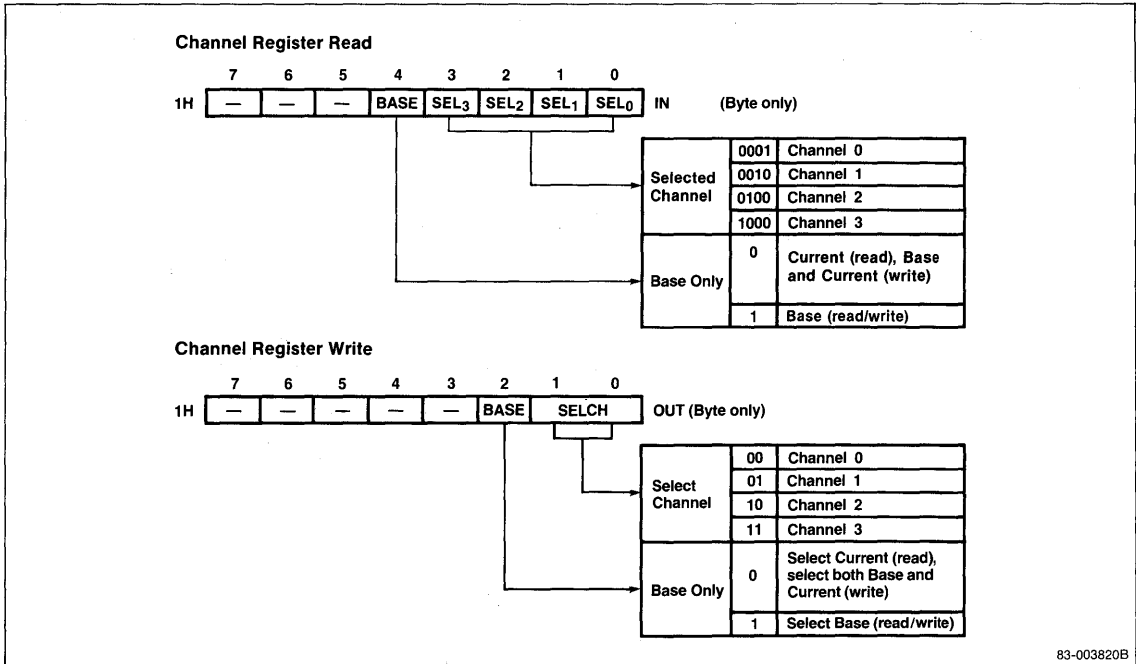 Channel Register Read
7 6 5 4 3 2 1 0
1H — — — BASE SEL3 SEL2 SEL1 SEL0 IN (Byte only)
Selected Channel
0001 Channel 0
0010 Channel 1
0100 Channel 2
1000 Channel 3
Base Only
0 Current (read), Base
and Current (write)
1 Base (read/write)
Channel Register Write
7 6 5 4 3 2 1 0
1H — — — — — BASE SELCH OUT (Byte only)
Select
Channel
00 Channel 0
01 Channel 1
10 Channel 2
11 Channel 3
Base Only
0 Select Current (read),
select both Base and
Current (write)
1 Select Base (read/write)
83-003820B